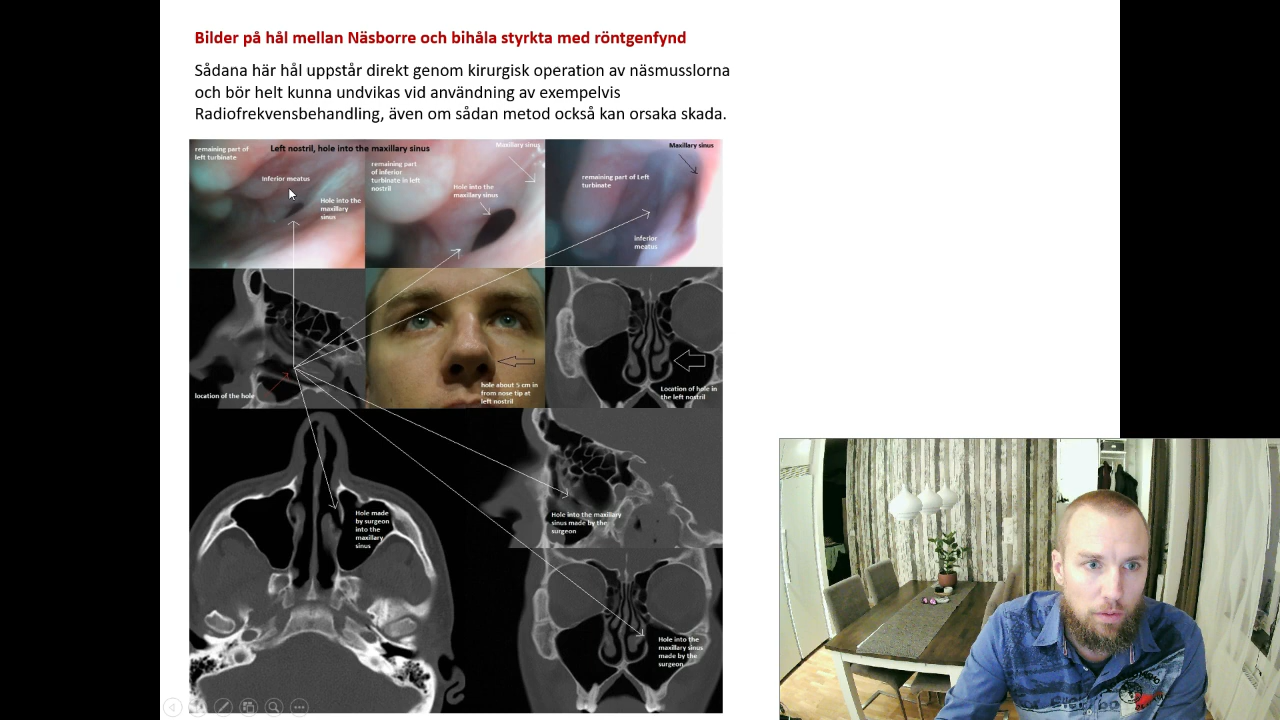 Bilder på hål mellan Näsborre och bihåla styrkta med röntgenfynd
Sådana här hål uppstår direkt genom kirurgisk operation av näsmusslorna
och bör helt kunna undvikas vid användning av exempelvis
Radiofrekvensbehandling, även om sådan metod också kan orsaka skada.
remaining part of
left turbinate
Left nostril, hole into the maxillary sinus
Inferior meatus
Hole into the
maxillary
sinus
remaining part
of inferior
turbinate in left
nostril
Maxillary sinus
Hole into the
maxillary sinus
Maxillary sinus
remaining part of Left
turbinate
inferior
meatus
location of the hole
hole about 5 cm in
from nose tip at
left nostril
Location of hole in
the left nostril
Hole made
by surgeon
into the
maxillary
sinus
Hole into the maxillary
sinus made by the
surgeon
Hole into the
maxillary sinus
made by the
surgeon